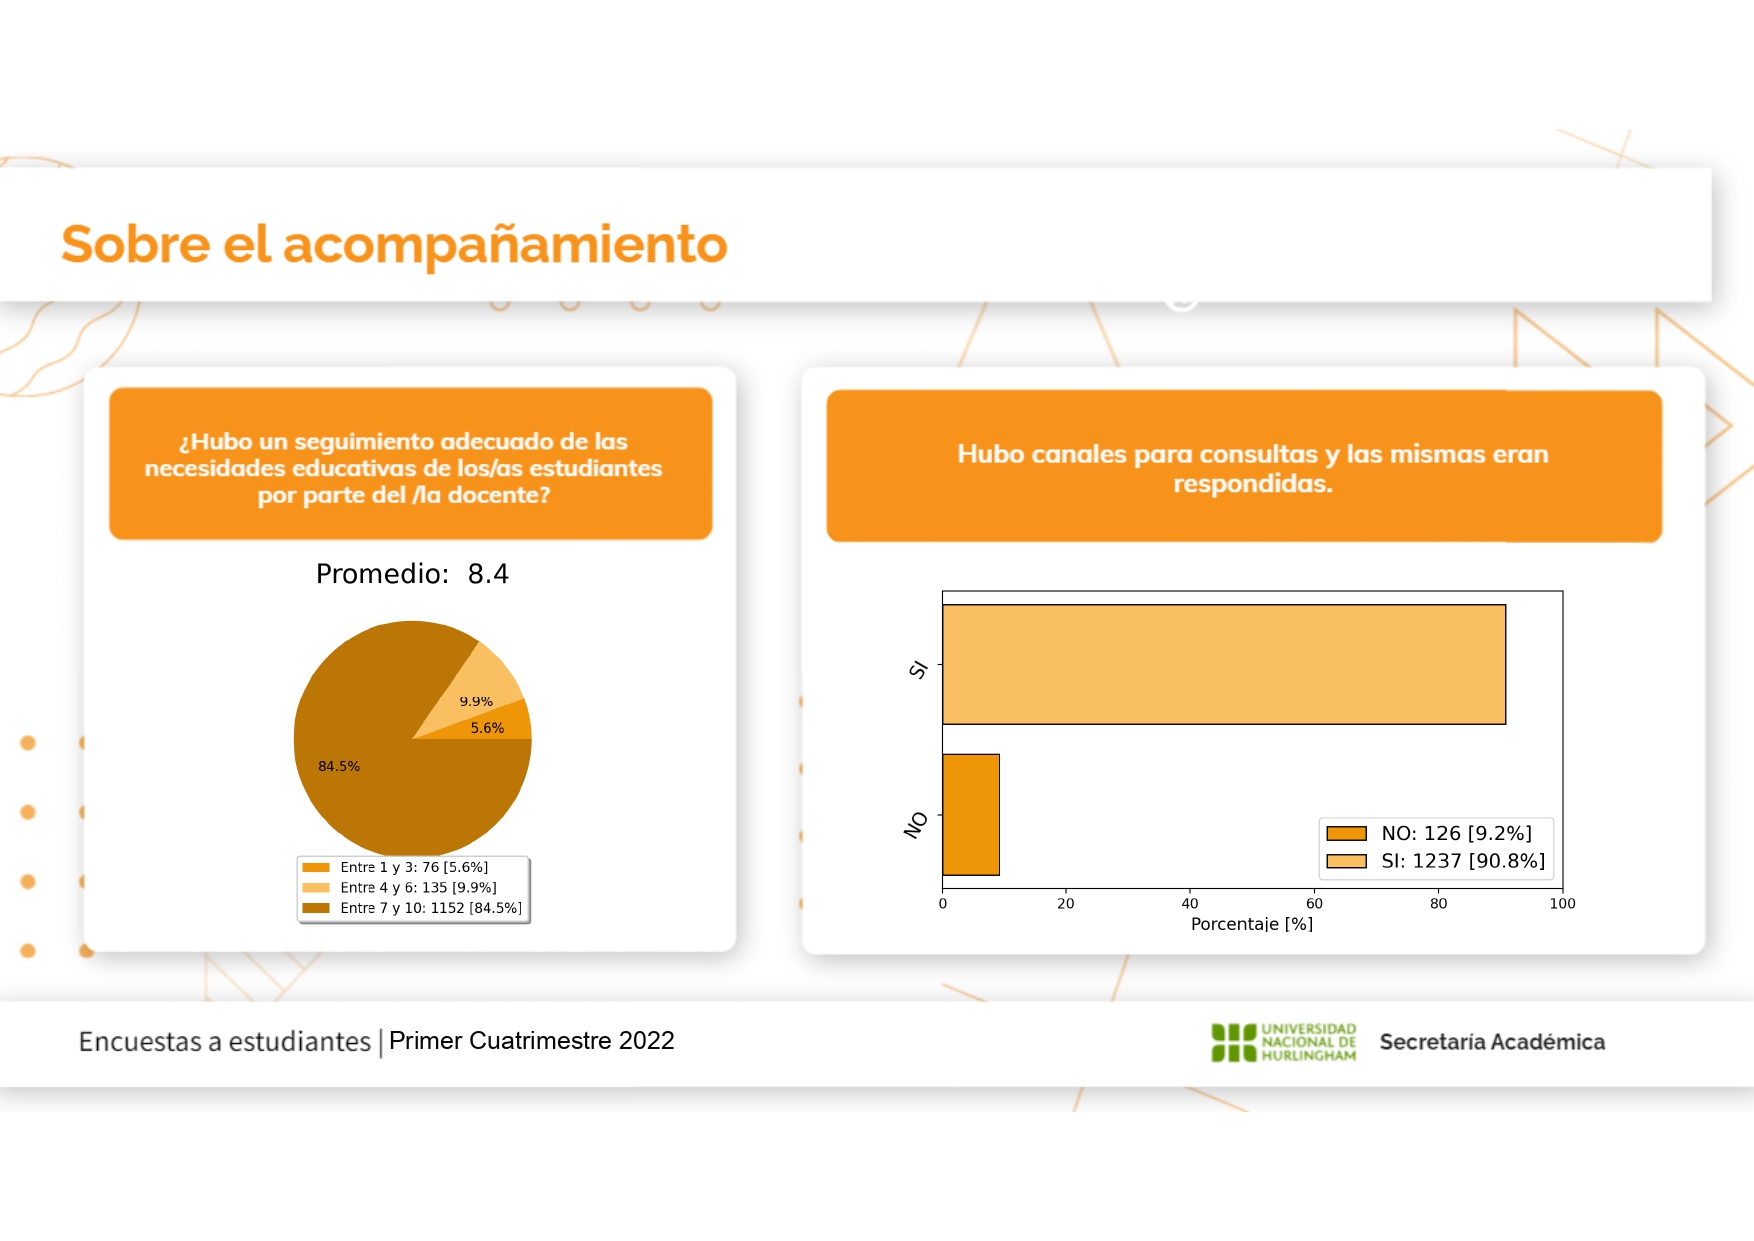 Sobre el acompañamiento
¿Hubo un seguimiento adecuado de las
necesidades educativas de los/as estudiantes
por parte del /la docente?
Promedio: 8.4
9.9%
5.6%
84.5%
Entre 1 y 3: 76 [5.6%]
Entre 4 y 6: 135 [9.9%]
Entre 7 y 10: 1152 [84.5%]
Hubo canales para consultas y las mismas eran
respondidas.
SI
NO
NO: 126 [9.2%]
SI: 1237 [90.8%]
0 20 40 60 80 100
Porcentaje [%]
Encuestas a estudiantes | Primer Cuatrimestre 2022
UNIVERSIDAD
NACIONAL DE
HURLINGHAM
Secretaría Académica